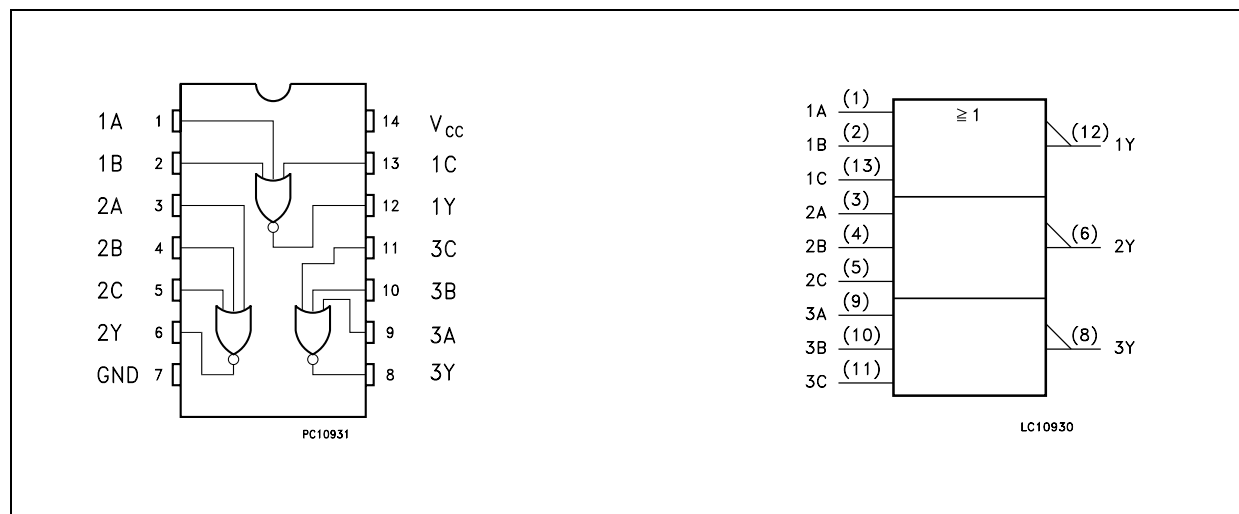 1A 1 14 VCC
1B 2 13 1C
2A 3 12 1Y
2B 4 11 3C
2C 5 10 3B
2Y 6 9 3A
GND 7 8 3Y
PC10931
≧ 1
1A (1)
1B (2)
1C (13)
2A (3)
2B (4)
2C (5)
3A (9)
3B (10)
3C (11)
(12) 1Y
(6) 2Y
(8) 3Y
LC10930